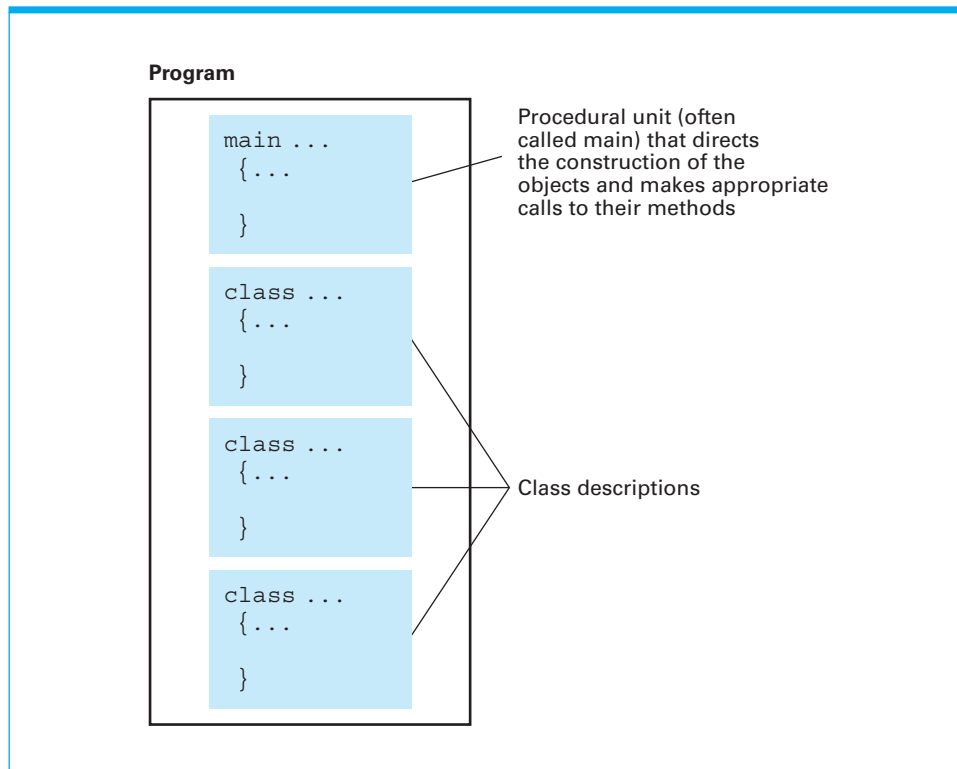 Program
main ...
{...
}
Procedural unit (often
called main) that directs
the construction of the
objects and makes appropriate
calls to their methods
class ...
{...
}
class ...
{...
}
Class descriptions
class ...
{...
}